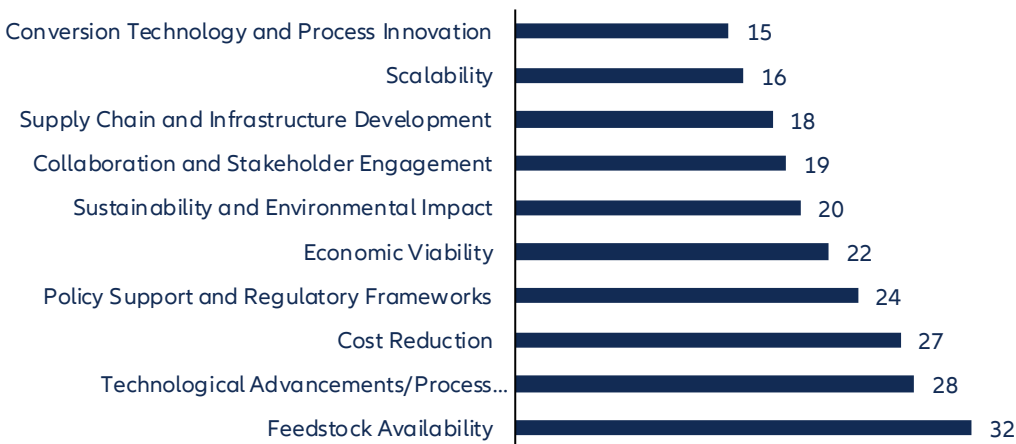 Conversion Technology and Process Innovation 15
Scalability 16
Supply Chain and Infrastructure Development 18
Collaboration and Stakeholder Engagement 19
Sustainability and Environmental Impact 20
Economic Viability 22
Policy Support and Regulatory Frameworks 24
Cost Reduction 27
Technological Advancements/Process... 28
Feedstock Availability 32